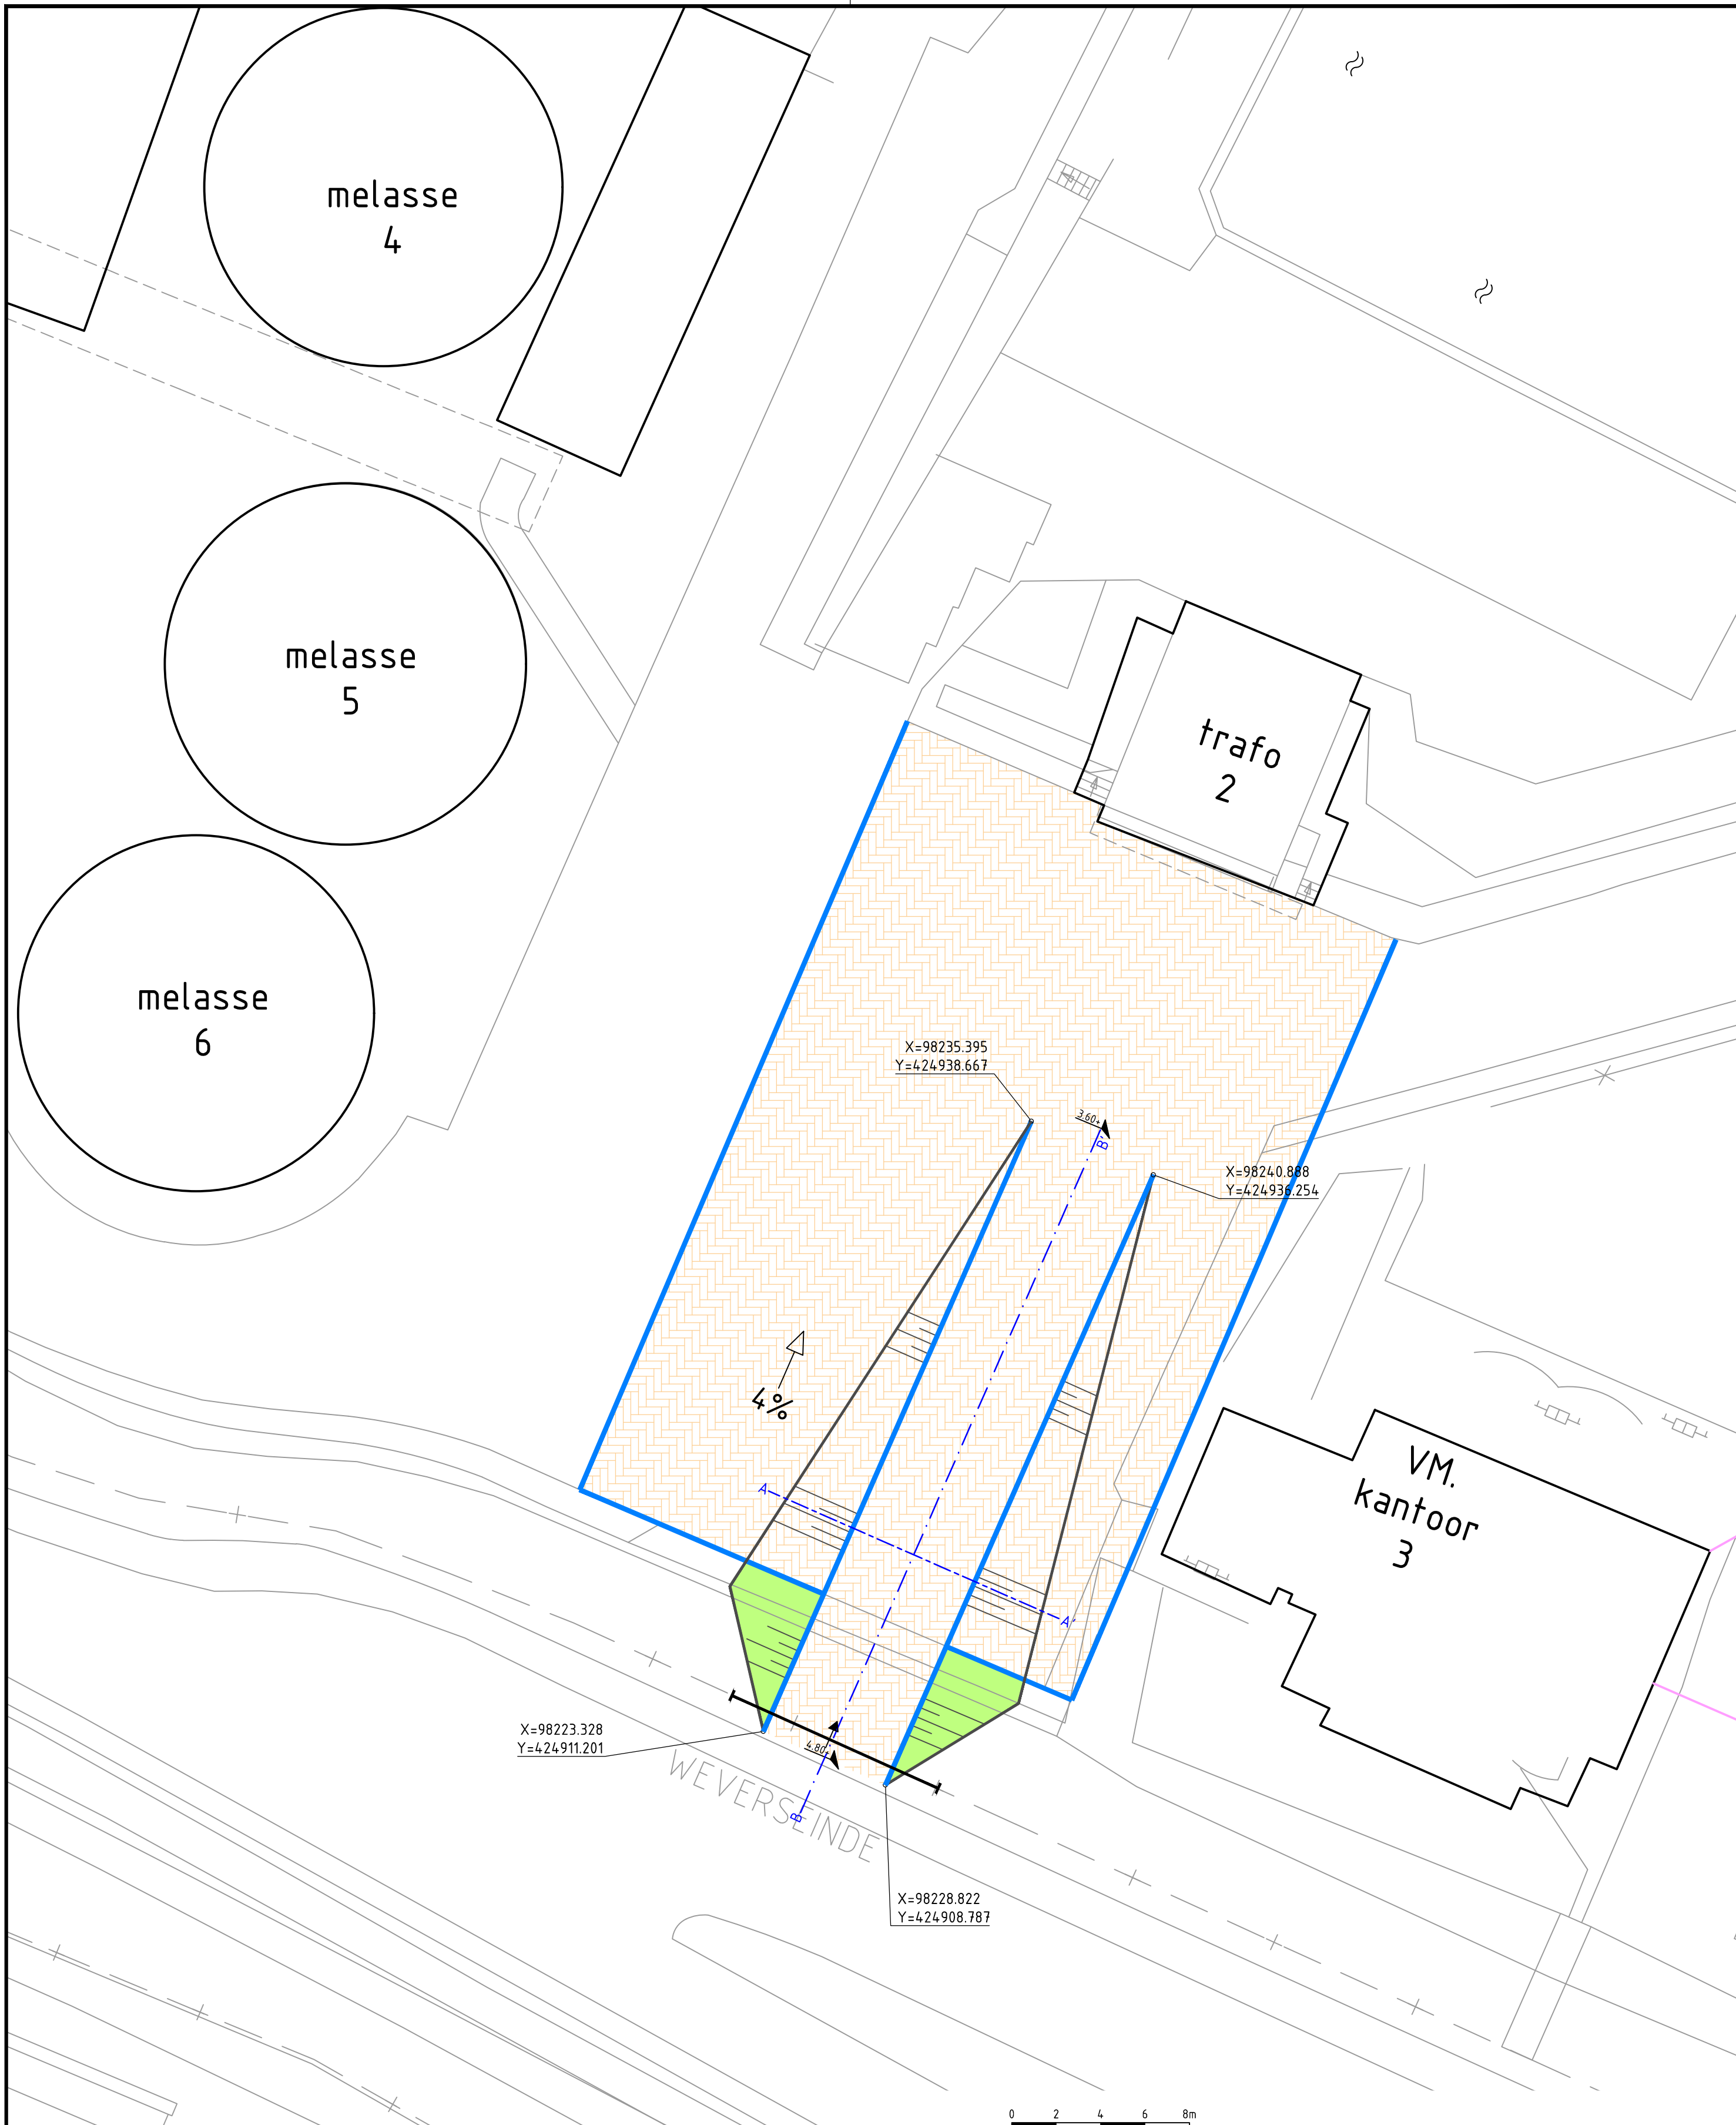 melasse
4
melasse
5
trafo
2
melasse
6
X=98235.395
Y=424938.667
3.60+
B'
X=98240.888
Y=424936.254
4%
VM.
kantoor
3
A
A'
X=98223.328
Y=424911.201
4.80+
B
WEVERSEINDE
X=98228.822
Y=424908.787
0 2 4 6 8m